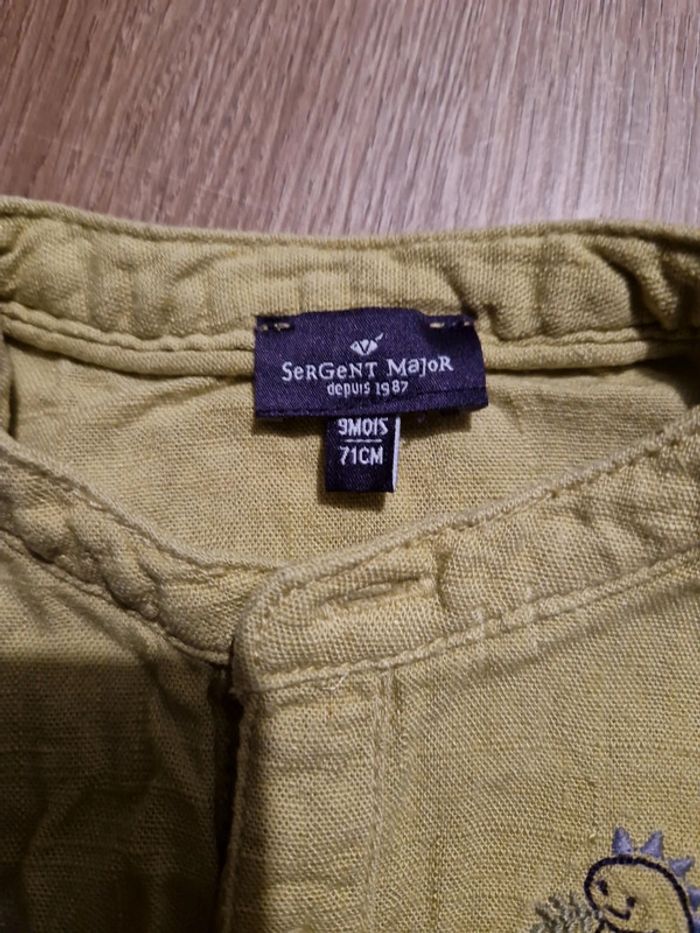 SeRGeNT MajoR
depuis 1987
9MOIS
71CM